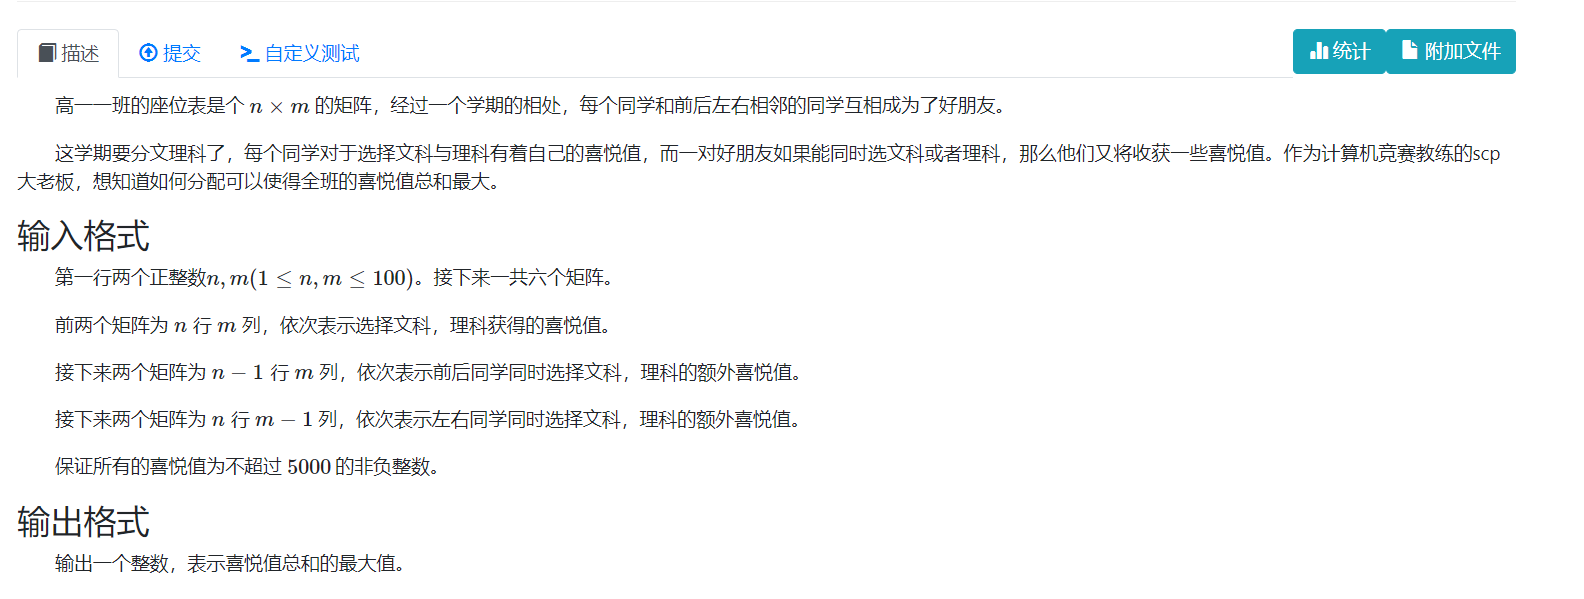 描述 提交 自定义测试 统计 附加文件
高一一班的座位表是个 n × m 的矩阵，经过一个学期的相处，每个同学和前后左右相邻的同学互相成为了好朋友。
这学期要分文理科了，每个同学对于选择文科与理科有着自己的喜悦值，而一对好朋友如果能同时选文科或者理科，那么他们又将收获一些喜悦值。作为计算机竞赛教练的scp
大老板，想知道如何分配可以使得全班的喜悦值总和最大。
输入格式
第一行两个正整数n, m(1 ≤ n, m ≤ 100)。接下来一共六个矩阵。
前两个矩阵为 n 行 m 列，依次表示选择文科，理科获得的喜悦值。
接下来两个矩阵为 n − 1 行 m 列，依次表示前后同学同时选择文科，理科的额外喜悦值。
接下来两个矩阵为 n 行 m − 1 列，依次表示左右同学同时选择文科，理科的额外喜悦值。
保证所有的喜悦值为不超过 5000 的非负整数。
输出格式
输出一个整数，表示喜悦值总和的最大值。